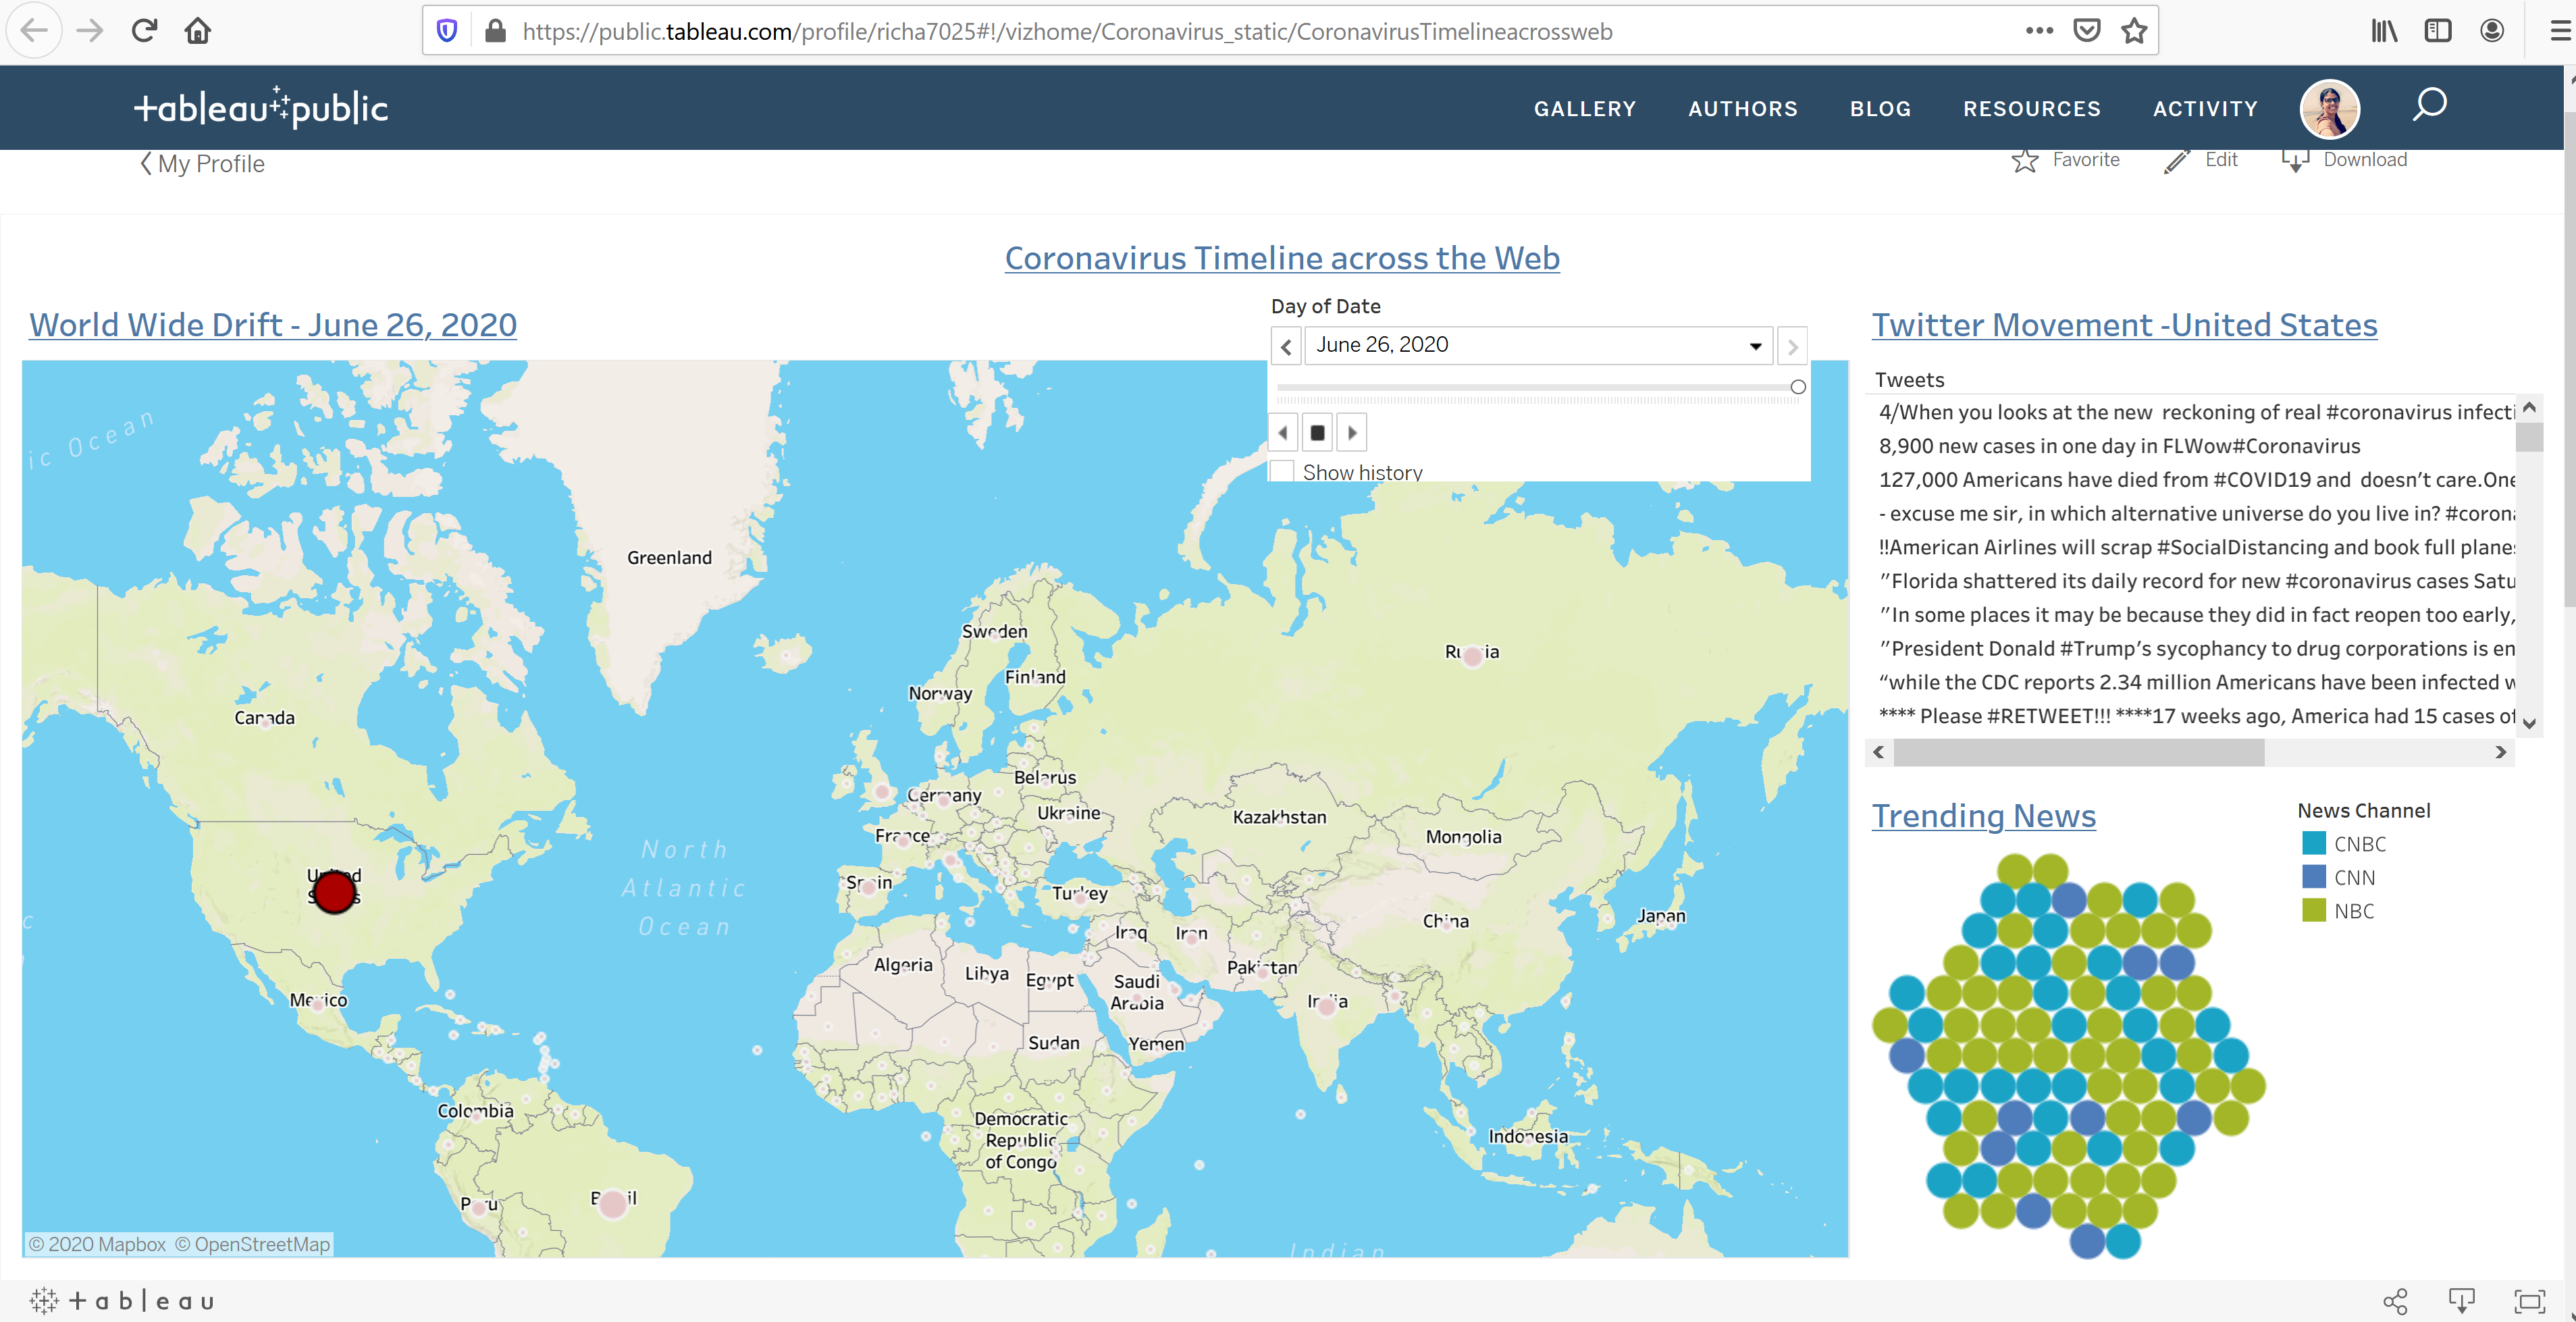 https://public.tableau.com/profile/richa7025#!/vizhome/Coronavirus_static/CoronavirusTimelineacrossweb
+ableau public
GALLERY AUTHORS BLOG RESOURCES ACTIVITY
My Profile
Favorite Edit Download
Coronavirus Timeline across the Web
World Wide Drift - June 26, 2020
Day of Date
June 26, 2020
Show history
ic Ocean
Greenland
Sweden
Finland
Norway
Russia
Canada
Belarus
Germany
Ukraine
Kazakhstan
France
Mongolia
North
Atlantic
Ocean
United
States
Spain
Turkey
China
Japan
Iraq
Iran
Algeria
Libya
Egypt
Saudi
Arabia
Pakistan
Mexico
India
Sudan
Yemen
Colombia
Democratic
Republic
of Congo
Indonesia
Peru
Brazil
Indian
© 2020 Mapbox © OpenStreetMap
Twitter Movement -United States
Tweets
4/When you looks at the new reckoning of real #coronavirus infecti
8,900 new cases in one day in FLWow#Coronavirus
127,000 Americans have died from #COVID19 and doesn’t care.One
- excuse me sir, in which alternative universe do you live in? #corona
!!American Airlines will scrap #SocialDistancing and book full planes
"Florida shattered its daily record for new #coronavirus cases Satu
"In some places it may be because they did in fact reopen too early,
"President Donald #Trump’s sycophancy to drug corporations is en
“while the CDC reports 2.34 million Americans have been infected w
**** Please #RETWEET!!! ****17 weeks ago, America had 15 cases of
Trending News
News Channel
CNBC
CNN
NBC
+ a b l e a u